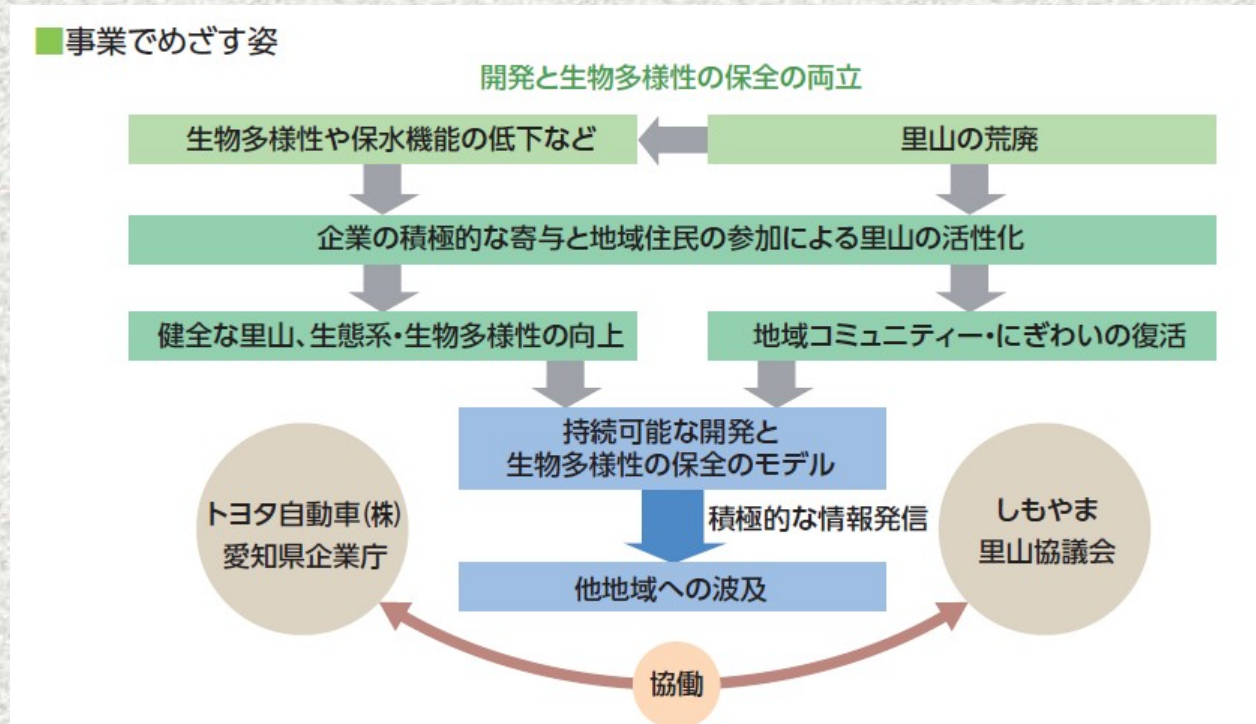 ■事業でめざす姿
開発と生物多様性の保全の両立
生物多様性や保水機能の低下など
里山の荒廃
企業の積極的な寄与と地域住民の参加による里山の活性化
健全な里山、生態系・生物多様性の向上
地域コミュニティー・にぎわいの復活
持続可能な開発と
生物多様性の保全のモデル
トヨタ自動車(株)
愛知県企業庁
積極的な情報発信
しもやま
里山協議会
他地域への波及
協働